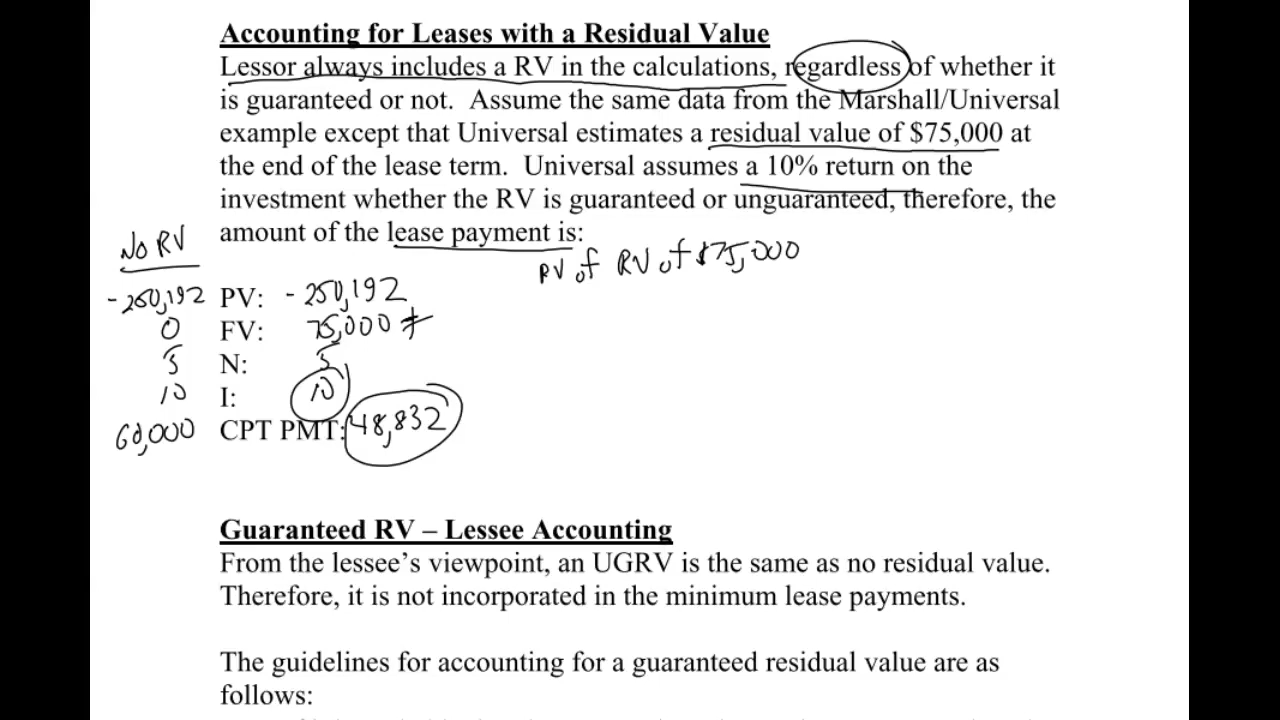 Accounting for Leases with a Residual Value
Lessor always includes a RV in the calculations, regardless of whether it
is guaranteed or not. Assume the same data from the Marshall/Universal
example except that Universal estimates a residual value of $75,000 at
the end of the lease term. Universal assumes a 10% return on the
investment whether the RV is guaranteed or unguaranteed, therefore, the
No RV amount of the lease payment is:
PV of RV of $75,000
-250,192 PV: -250,192
0 FV: 75,000
5 N: 5
10 I: 10
60,000 CPT PMT: 48,832
Guaranteed RV – Lessee Accounting
From the lessee's viewpoint, an UGRV is the same as no residual value.
Therefore, it is not incorporated in the minimum lease payments.
The guidelines for accounting for a guaranteed residual value are as
follows: